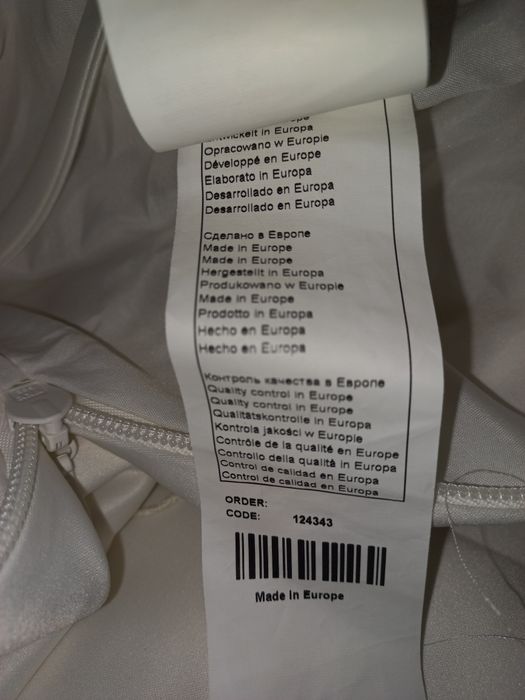 in Europa
Opracowano w Europie
Développé en Europe
Elaborato in Europa
Desarrollado en Europa
Desarrollado en Europa
Сделано в Европе
Made in Europe
Made in Europe
Hergestellt in Europa
Produkowano w Europie
Made in Europe
Prodotto in Europa
Hecho en Europa
Hecho en Europa
Контроль качества в Европе
Quality control in Europe
Quality control in Europe
Qualitätskontrolle in Europa
Kontrola jakości w Europie
Contrôle de la qualité en Europe
Controllo della qualità in Europa
Control de calidad en Europa
Control de calidad en Europa
ORDER:
CODE: 124343
Made In Europe